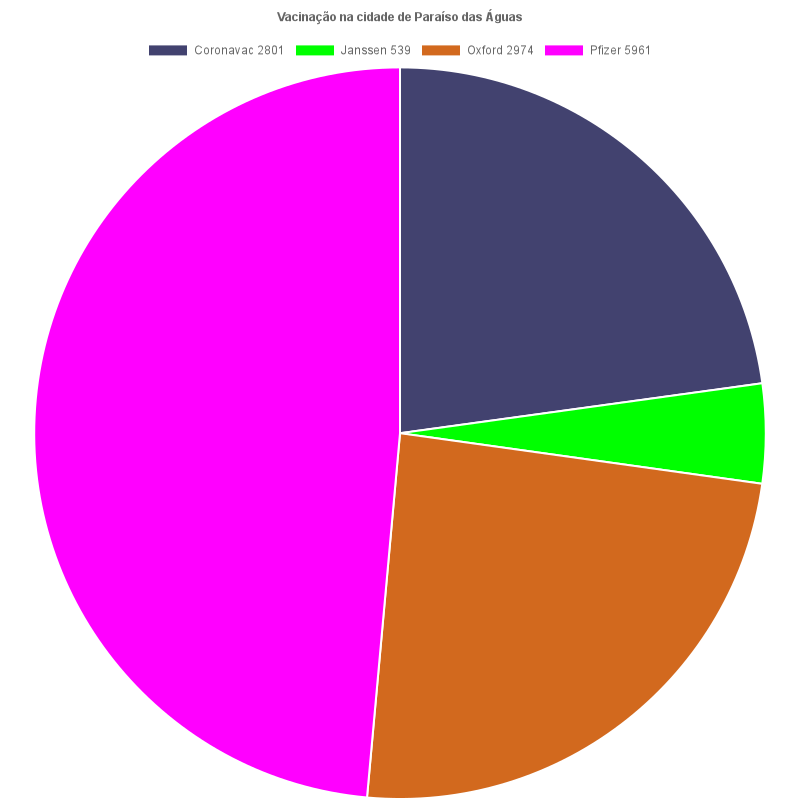 Vacinação na cidade de Paraíso das Águas
Coronavac 2801 Janssen 539 Oxford 2974 Pfizer 5961